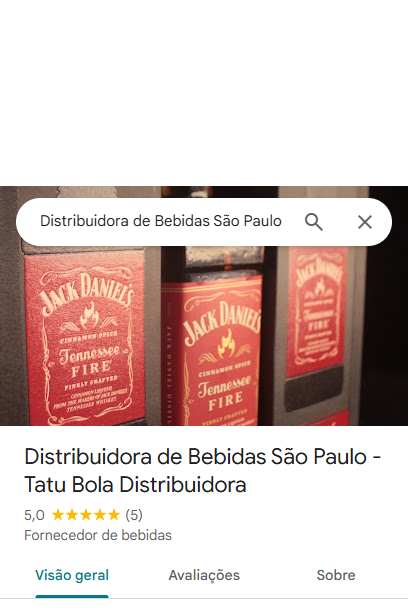 Distribuidora de Bebidas São Paulo
JACK DANIEL'S
CINNAMON SPICE
Tennessee
FIRE
FINELY CRAFTED
CINNAMON LIQUEUR
FROM THE MAKERS OF JACK DANIEL'S
TENNESSEE WHISKEY
JACK DANIEL'S
CINNAMON SPICE
Tennessee
FIRE
FINELY CRAFTED
JACK DANIEL'S
Tennessee
FIRE
Distribuidora de Bebidas São Paulo -
Tatu Bola Distribuidora
5,0 ★★★★★ (5)
Fornecedor de bebidas
Visão geral Avaliações Sobre